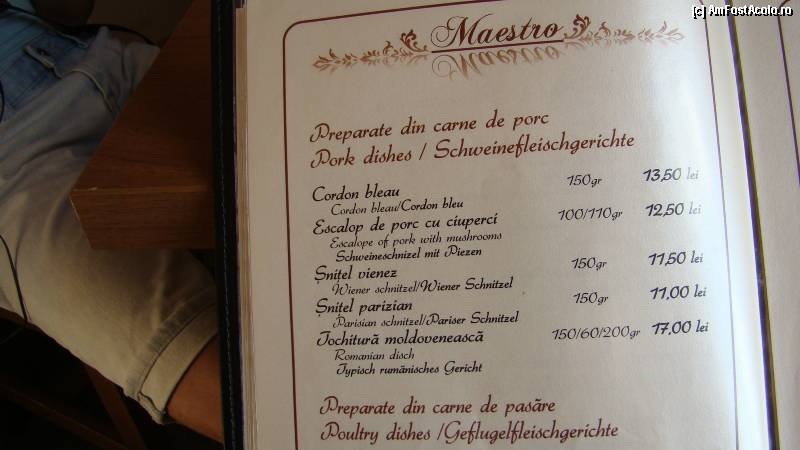 (c) AmFostAcolo.ro
Maestro
Preparate din carne de porc
Pork dishes / Schweinefleischgerichte
Cordon bleau 150gr 13,50 lei
Cordon bleau/Cordon bleu
Escalop de porc cu ciuperci 100/110gr 12,50 lei
Escalope of pork with mushrooms
Schweineschnizel mit Piezen
Șnițel vienez 150gr 11,50 lei
Wiener schnitzel/Wiener Schnitzel
Șnițel parizian 150gr 11,00 lei
Parisian schnitzel/Pariser Schnitzel
Tochitură moldovenească 150/60/200gr 17,00 lei
Romanian disch
Typisch rumänisches Gericht
Preparate din carne de pasăre
Poultry dishes /Geflugelfleischgerichte